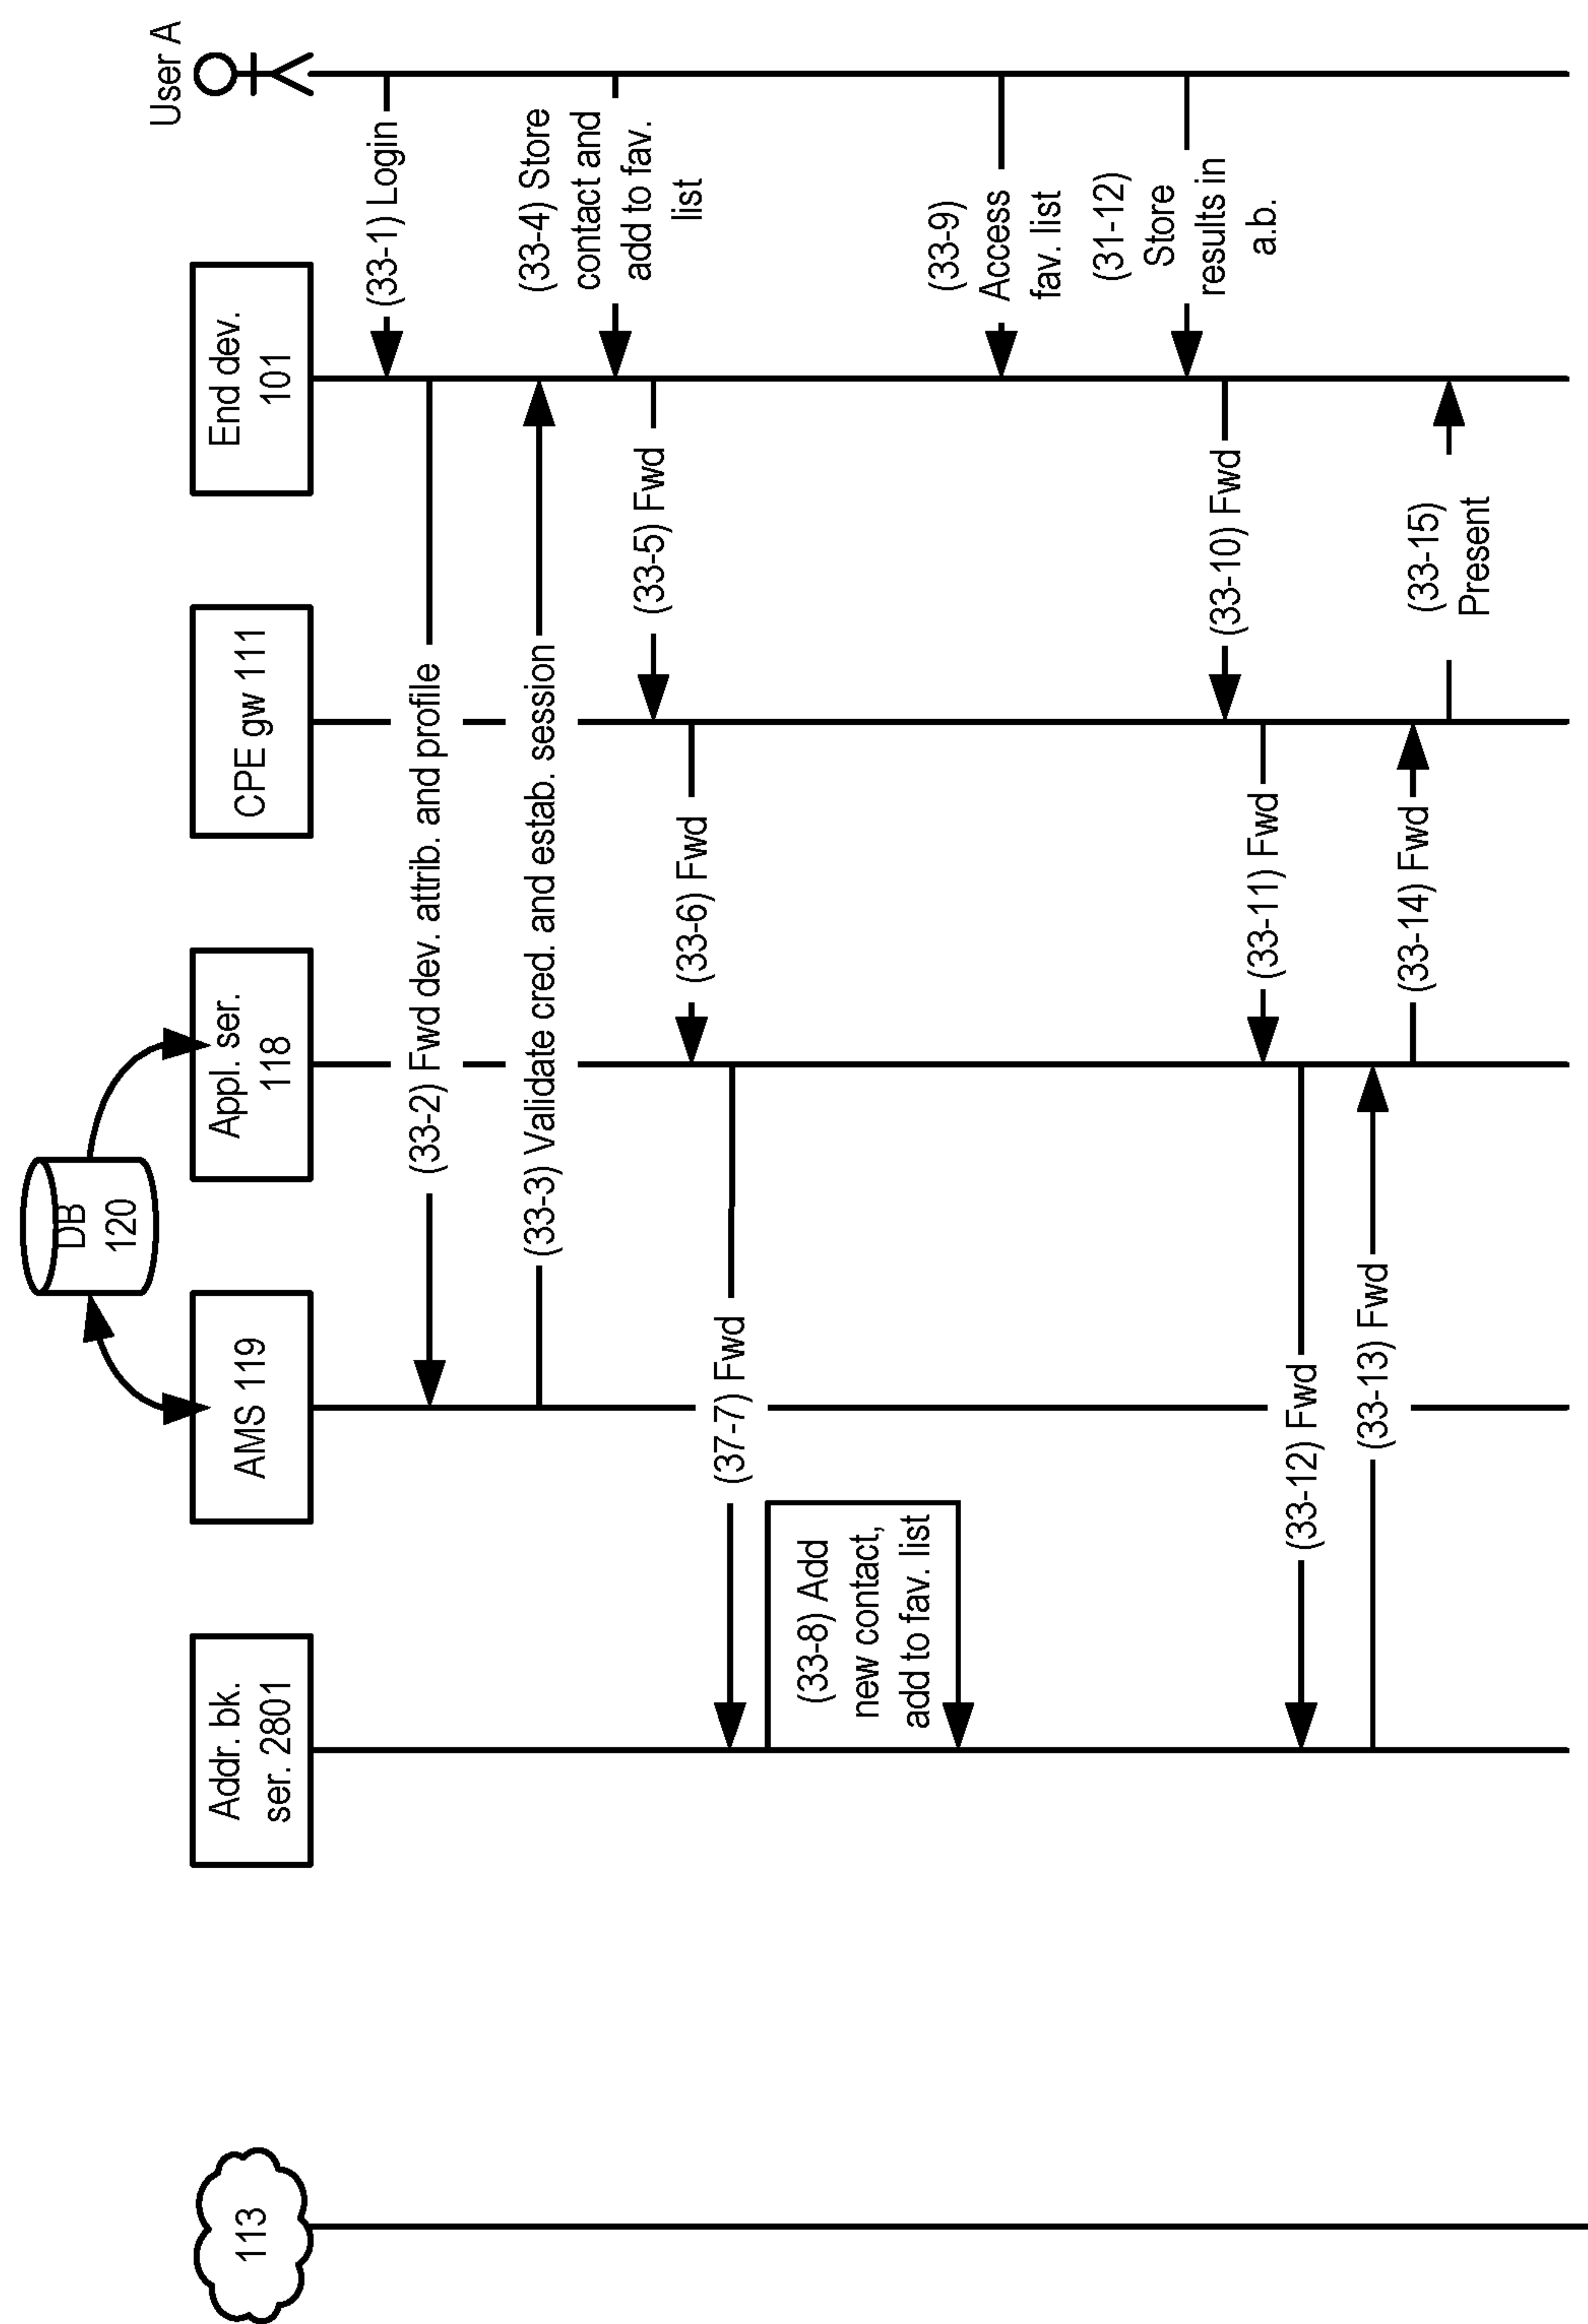 113
Addr. bk.
ser. 2801
AMS 119
DB
120
Appl. ser.
118
CPE gw 111
End dev.
101
User A
(33-1) Login
(33-2) Fwd dev. attrib. and profile
(33-3) Validate cred. and estab. session
(33-4) Store
contact and
add to fav.
list
(33-5) Fwd
(33-6) Fwd
(37-7) Fwd
(33-8) Add
new contact,
add to fav. list
(33-9)
Access
fav. list
(31-12)
Store
results in
a.b.
(33-10) Fwd
(33-11) Fwd
(33-12) Fwd
(33-13) Fwd
(33-14) Fwd
(33-15)
Present